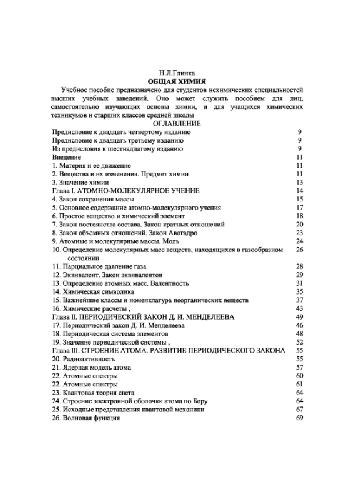 Н.Л.Глинка
ОБЩАЯ ХИМИЯ
Учебное пособие предназначено для студентов нехимических специальностей
высших учебных заведений. Оно может служить пособием для лиц,
самостоятельно изучающих основы химии, и для учащихся химических
техникумов и старших классов средней школы
ОГЛАВЛЕНИЕ
Предисловие к двадцать четвертому изданию 9
Предисловие к двадцать третьему изданию 9
Из предисловия к шестнадцатому изданию 9
Введение 11
1. Материя и ее движение 11
2. Вещества и их изменения. Предмет химии 11
3. Значение химии 13
Глава I. АТОМНО-МОЛЕКУЛЯРНОЕ УЧЕНИЕ 14
4. Закон сохранения массы 15
5. Основное содержание атомно-молекулярного учения 17
6. Простое вещество и химический элемент 18
7. Закон постоянства состава. Закон кратных отношений 20
8. Закон объемных отношений. Закон Авогадро 23
9. Атомные и молекулярные массы. Моль 24
10. Определение молекулярных масс веществ, находящихся в газообразном 26
состоянии
11. Парциальное давление газа 28
12. Эквивалент. Закон эквивалентов 29
13 Определение атомных масс. Валентность 31
14. Химическая символика 35
15. Важнейшие классы и номенклатура неорганических веществ 37
16. Химические расчеты , 43
Глава II. ПЕРИОДИЧЕСКИЙ ЗАКОН Д. И. МЕНДЕЛЕЕВА 49
17. Периодический закон Д. И. Менделеева 46
18. Периодическая система элементов 48
19. Значение периодической системы , 52
Глава III. СТРОЕНИЕ АТОМА. РАЗВИТИЕ ПЕРИОДИЧЕСКОГО ЗАКОНА 55
20. Радиоактивность 55
21. Ядерная модель атома 57
22. Атомные спектры 60
22. Атомные спектры 61
23. Квантовая теория света 64
24. Строение электронной оболочки атома по Бору 64
25. Исходные представления квантовой механики 67
26. Волновая функция 69